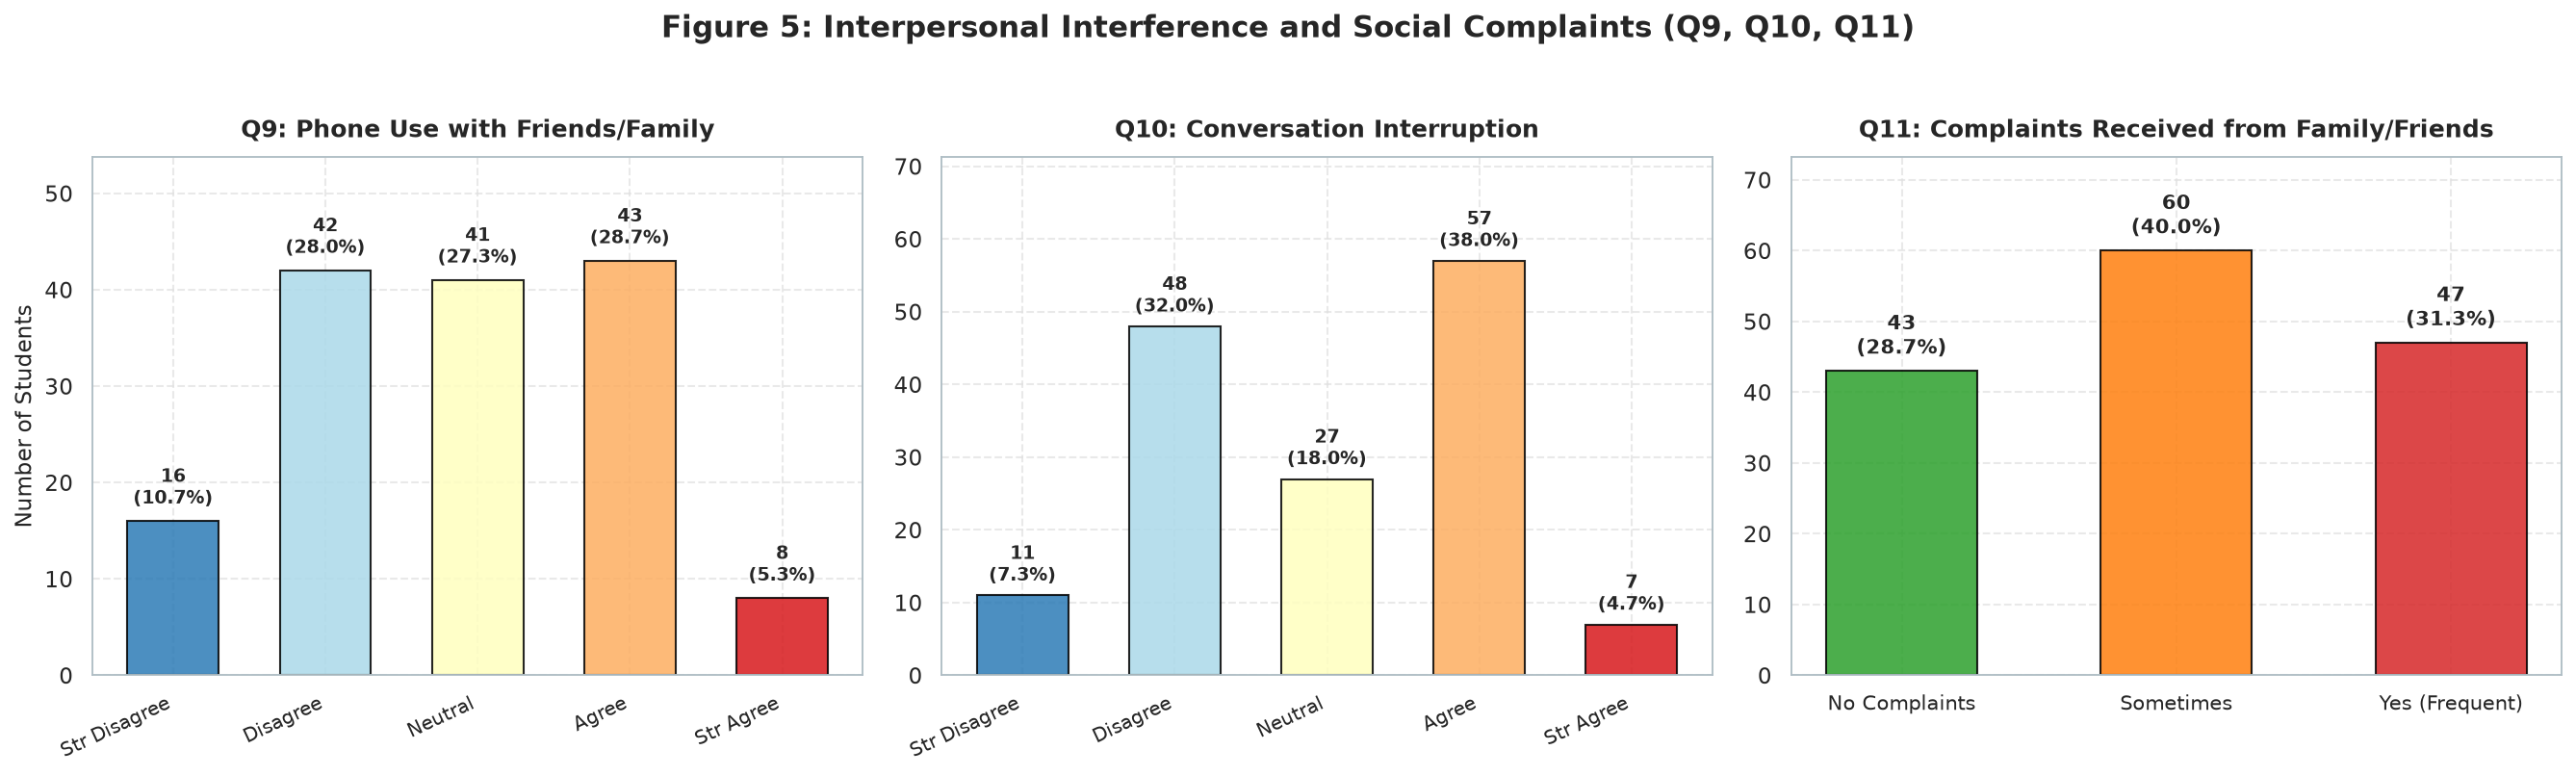 Figure 5: Interpersonal Interference and Social Complaints (Q9, Q10, Q11)
Q9: Phone Use with Friends/Family
Number of Students
50
40
30
20
10
0
16
(10.7%)
42
(28.0%)
41
(27.3%)
43
(28.7%)
8
(5.3%)
Str Disagree
Disagree
Neutral
Agree
Str Agree
Q10: Conversation Interruption
70
60
50
40
30
20
10
0
11
(7.3%)
48
(32.0%)
27
(18.0%)
57
(38.0%)
7
(4.7%)
Str Disagree
Disagree
Neutral
Agree
Str Agree
Q11: Complaints Received from Family/Friends
70
60
50
40
30
20
10
0
43
(28.7%)
60
(40.0%)
47
(31.3%)
No Complaints
Sometimes
Yes (Frequent)